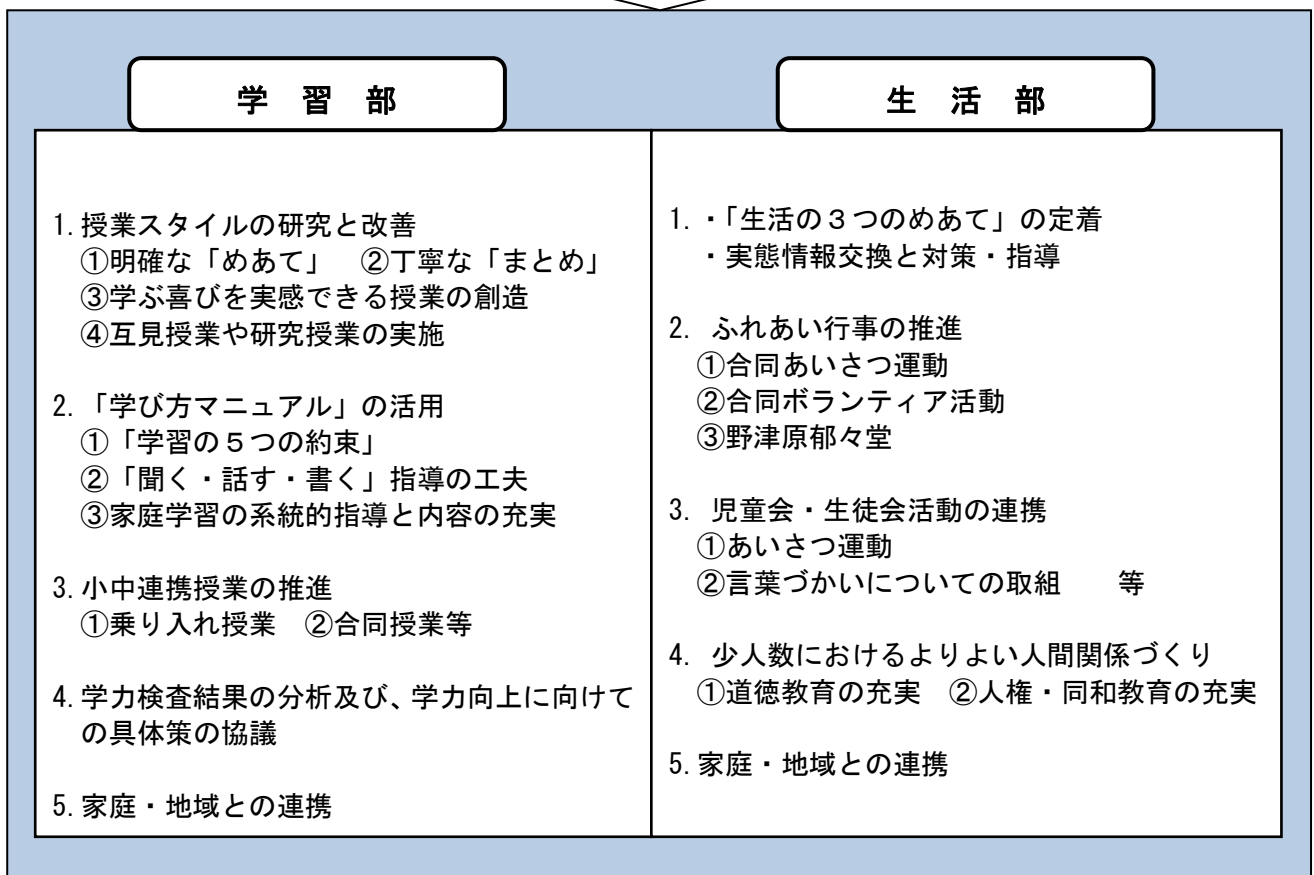 学 習 部
1.授業スタイルの研究と改善
①明確な「めあて」　②丁寧な「まとめ」
③学ぶ喜びを実感できる授業の創造
④互見授業や研究授業の実施
2.「学び方マニュアル」の活用
①「学習の５つの約束」
②「聞く・話す・書く」指導の工夫
③家庭学習の系統的指導と内容の充実
3.小中連携授業の推進
①乗り入れ授業　②合同授業等
4.学力検査結果の分析及び、学力向上に向けて
の具体策の協議
5.家庭・地域との連携
生 活 部
1.・「生活の３つのめあて」の定着
・実態情報交換と対策・指導
2. ふれあい行事の推進
①合同あいさつ運動
②合同ボランティア活動
③野津原郁々堂
3. 児童会・生徒会活動の連携
①あいさつ運動
②言葉づかいについての取組　　等
4. 少人数におけるよりよい人間関係づくり
①道徳教育の充実　②人権・同和教育の充実
5.家庭・地域との連携